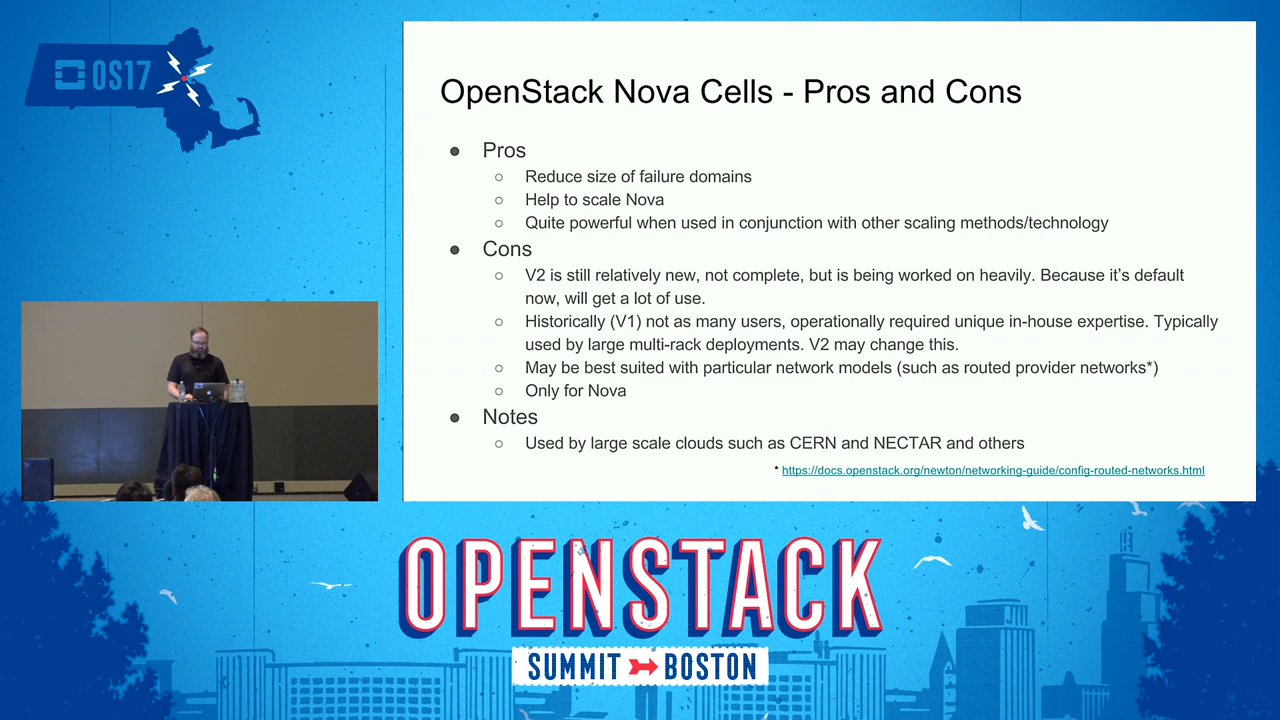 OS17
OpenStack Nova Cells - Pros and Cons
● Pros
○ Reduce size of failure domains
○ Help to scale Nova
○ Quite powerful when used in conjunction with other scaling methods/technology
● Cons
○ V2 is still relatively new, not complete, but is being worked on heavily. Because it’s default
now, will get a lot of use.
○ Historically (V1) not as many users, operationally required unique in-house expertise. Typically
used by large multi-rack deployments. V2 may change this.
○ May be best suited with particular network models (such as routed provider networks*)
○ Only for Nova
● Notes
○ Used by large scale clouds such as CERN and NECTAR and others
* https://docs.openstack.org/newton/networking-guide/config-routed-networks.html
OPENSTACK
SUMMIT BOSTON